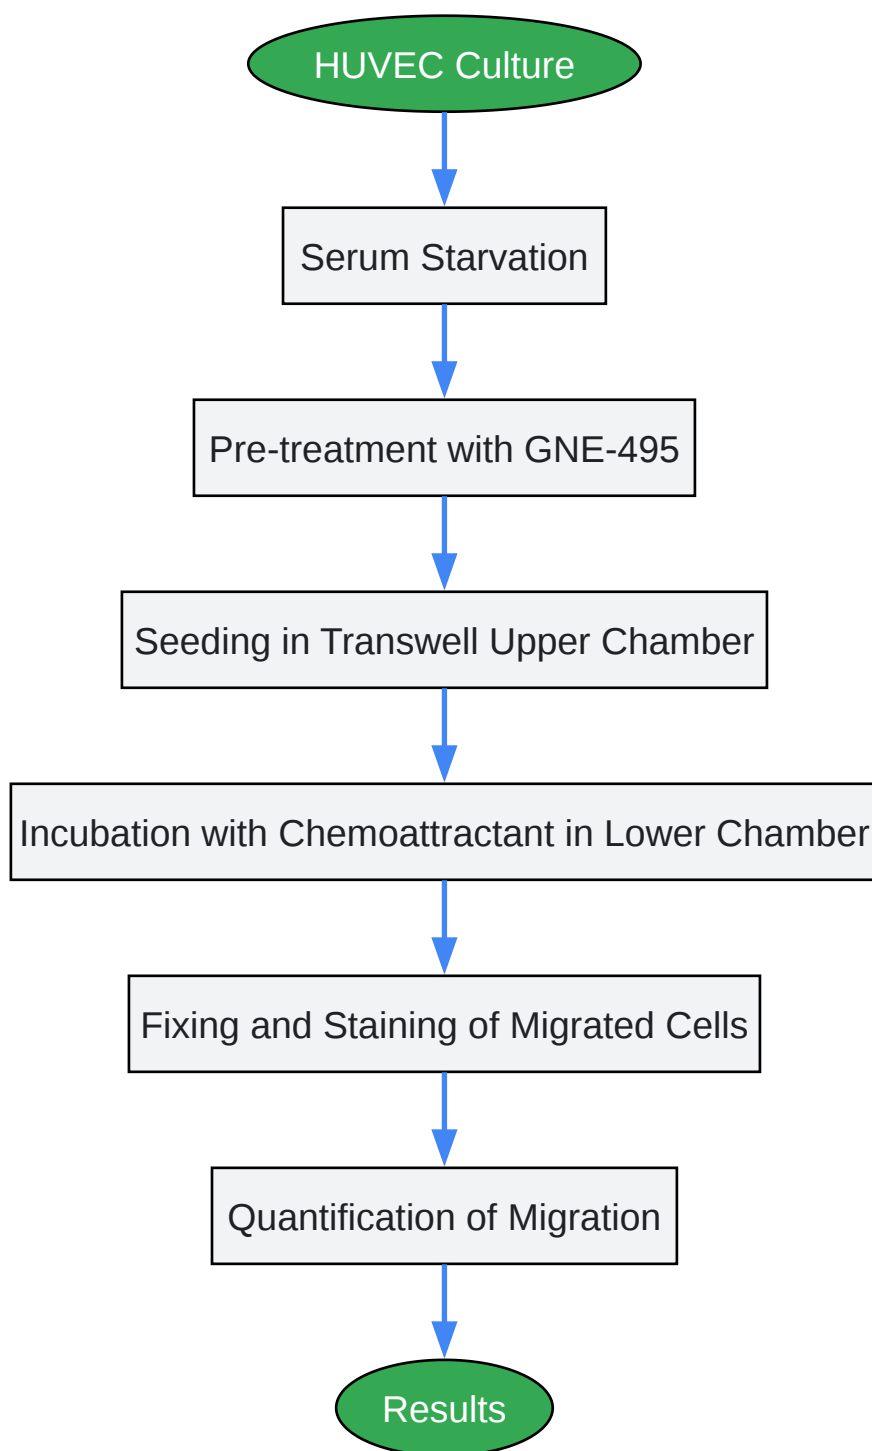 HUVEC Culture
Serum Starvation
Pre-treatment with GNE-495
Seeding in Transwell Upper Chamber
Incubation with Chemoattractant in Lower Chamber
Fixing and Staining of Migrated Cells
Quantification of Migration
Results